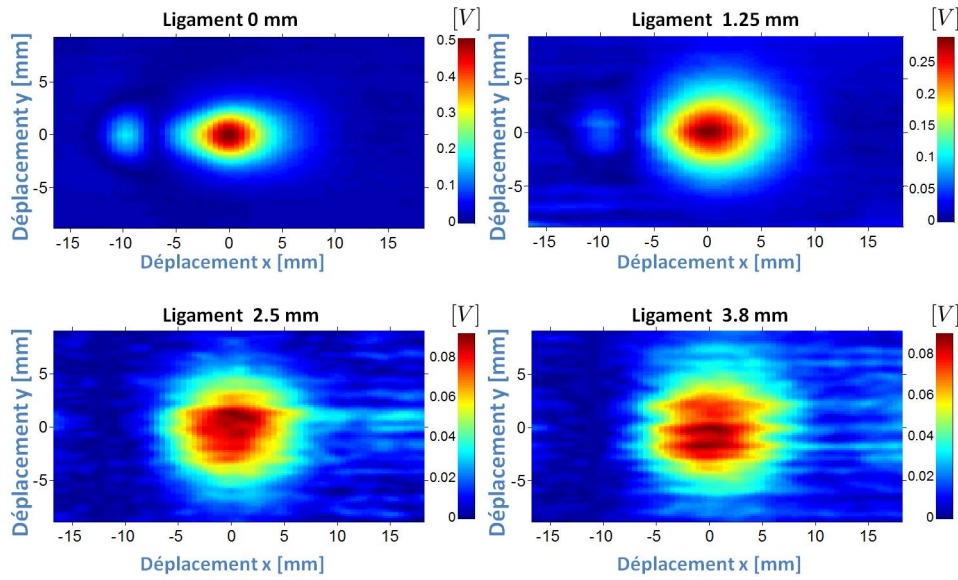 Ligament 0 mm
[V]
Déplacement y [mm]
5
0
-5
0.5
0.4
0.3
0.2
0.1
0
-15 -10 -5 0 5 10 15
Déplacement x [mm]
Ligament 1.25 mm
[V]
Déplacement y [mm]
5
0
-5
0.25
0.20
0.15
0.10
0.05
0
-15 -10 -5 0 5 10 15
Déplacement x [mm]
Ligament 2.5 mm
[V]
Déplacement y [mm]
5
0
-5
0.08
0.06
0.04
0.02
0
-15 -10 -5 0 5 10 15
Déplacement x [mm]
Ligament 3.8 mm
[V]
Déplacement y [mm]
5
0
-5
0.08
0.06
0.04
0.02
0
-15 -10 -5 0 5 10 15
Déplacement x [mm]